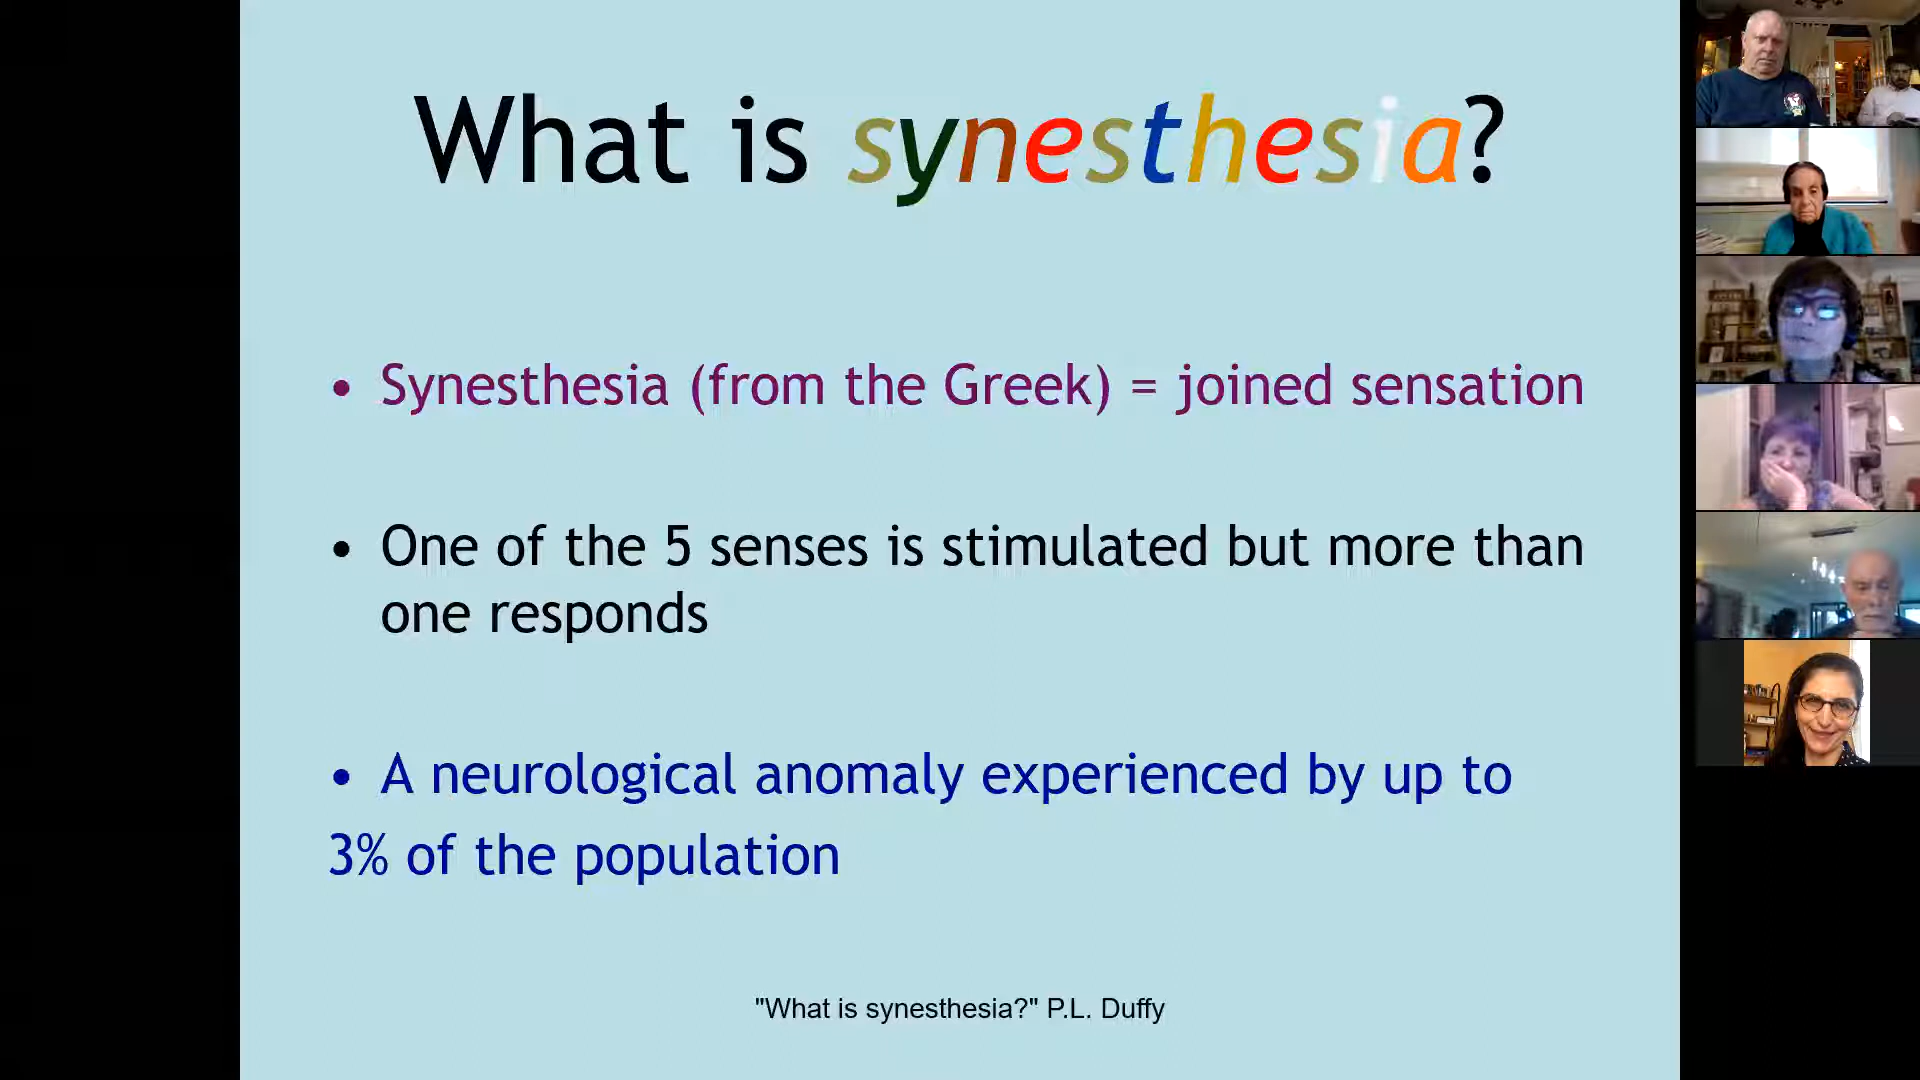 What is synesthesia?
• Synesthesia (from the Greek) = joined sensation
• One of the 5 senses is stimulated but more than
one responds
• A neurological anomaly experienced by up to
3% of the population
"What is synesthesia?" P.L. Duffy